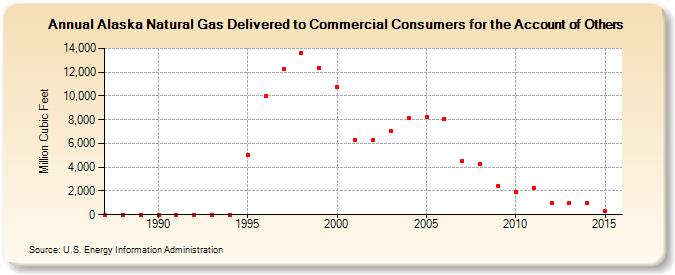 Annual Alaska Natural Gas Delivered to Commercial Consumers for the Account of Others
Million Cubic Feet
14,000
12,000
10,000
8,000
6,000
4,000
2,000
0
1990 1995 2000 2005 2010 2015
Source: U.S. Energy Information Administration